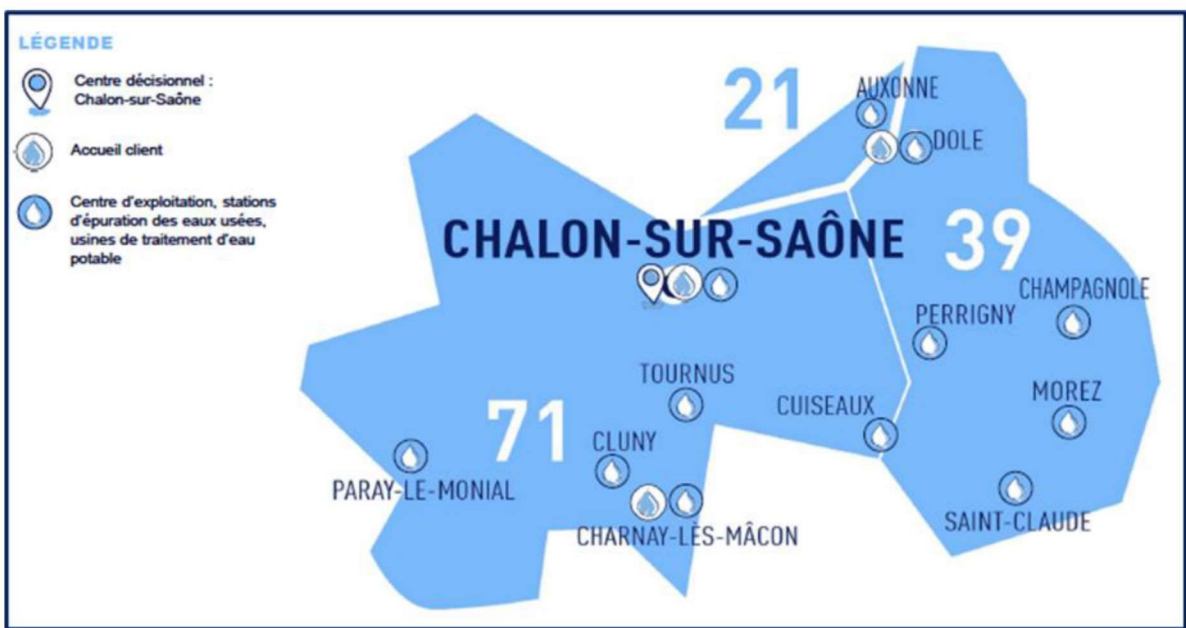 LÉGENDE
Centre décisionnel :
Chalon-sur-Saône
Accueil client
Centre d'exploitation, stations
d'épuration des eaux usées,
usines de traitement d'eau
potable
21
AUXONNE
DOLE
CHALON-SUR-SAÔNE
39
CHAMPAGNOLE
PERRIGNY
TOURNUS
MOREZ
CUISEAUX
71
CLUNY
PARAY-LE-MONIAL
SAINT-CLAUDE
CHARNAY-LÈS-MÂCON